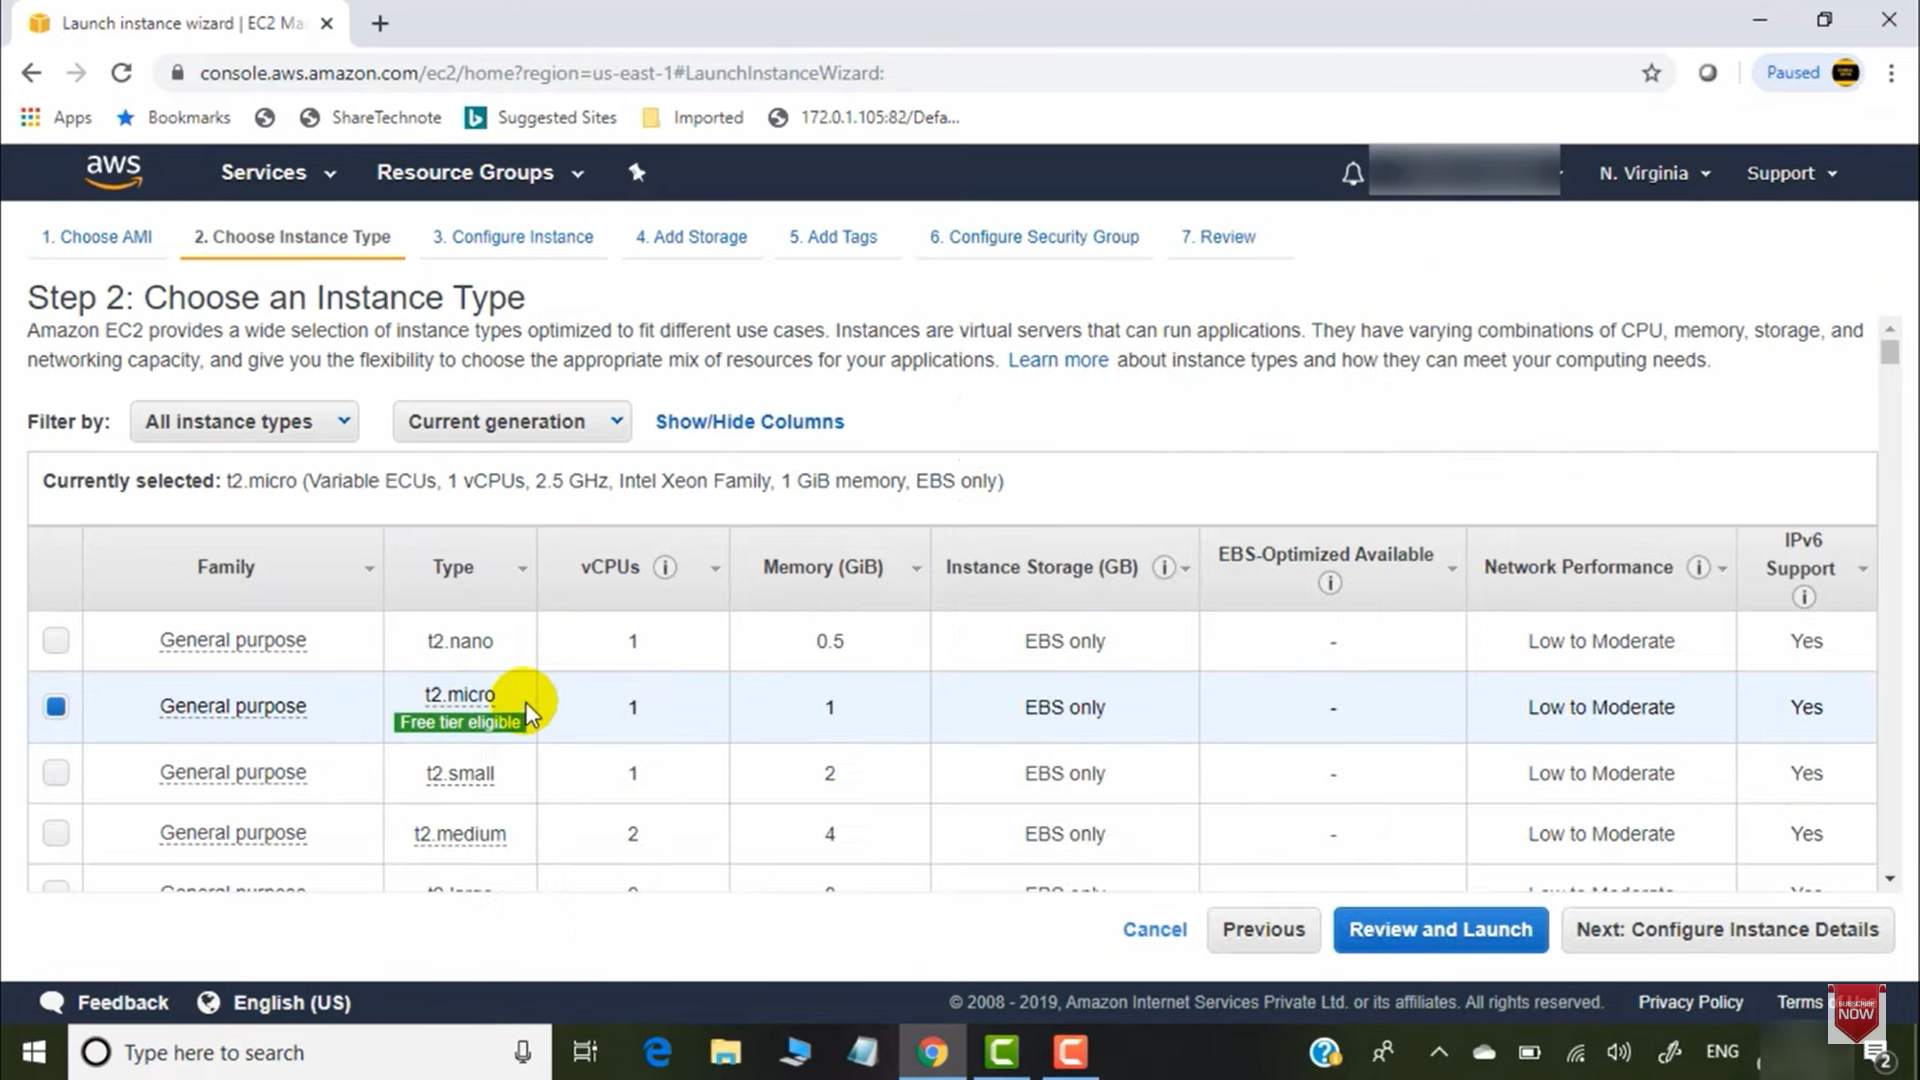 Launch instance wizard | EC2 Ma
console.aws.amazon.com/ec2/home?region=us-east-1#LaunchInstanceWizard:
Paused
Apps
Bookmarks
ShareTechnote
Suggested Sites
Imported
172.0.1.105:82/Defa...
aws
Services
Resource Groups
N. Virginia
Support
1. Choose AMI
2. Choose Instance Type
3. Configure Instance
4. Add Storage
5. Add Tags
6. Configure Security Group
7. Review
Step 2: Choose an Instance Type
Amazon EC2 provides a wide selection of instance types optimized to fit different use cases. Instances are virtual servers that can run applications. They have varying combinations of CPU, memory, storage, and
networking capacity, and give you the flexibility to choose the appropriate mix of resources for your applications. Learn more about instance types and how they can meet your computing needs.
Filter by:
All instance types
Current generation
Show/Hide Columns
Currently selected: t2.micro (Variable ECUs, 1 vCPUs, 2.5 GHz, Intel Xeon Family, 1 GiB memory, EBS only)
Family
Type
vCPUs
Memory (GiB)
Instance Storage (GB)
EBS-Optimized Available
Network Performance
IPv6
Support
General purpose t2.nano 1 0.5 EBS only - Low to Moderate Yes
General purpose t2.micro 1 1 EBS only - Low to Moderate Yes
Free tier eligible
General purpose t2.small 1 2 EBS only - Low to Moderate Yes
General purpose t2.medium 2 4 EBS only - Low to Moderate Yes
Cancel
Previous
Review and Launch
Next: Configure Instance Details
Feedback
English (US)
© 2008 - 2019, Amazon Internet Services Private Ltd. or its affiliates. All rights reserved.
Privacy Policy
Terms
SUBSCRIBE
NOW
Type here to search
ENG
2